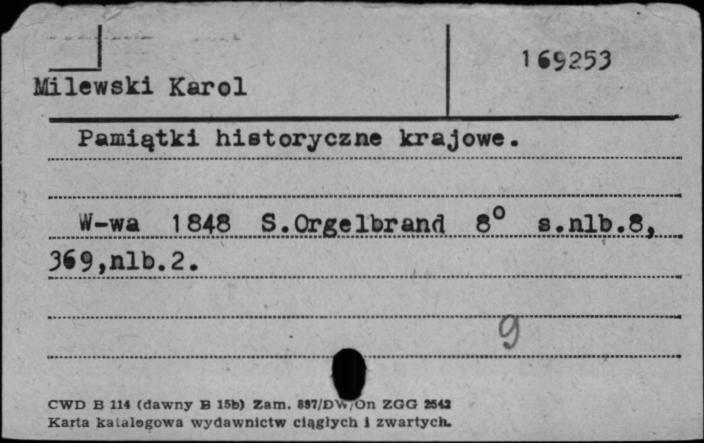 169253
Milewski Karol
Pamiątki historyczne krajowe.
W-wa 1848 S.Orgelbrand 8° s.nlb.8,
369,nlb.2.
9
CWD B 114 (dawny B 15b) Zam. 887/DW/On ZGG 2542
Karta katalogowa wydawnictw ciągłych i zwartych.